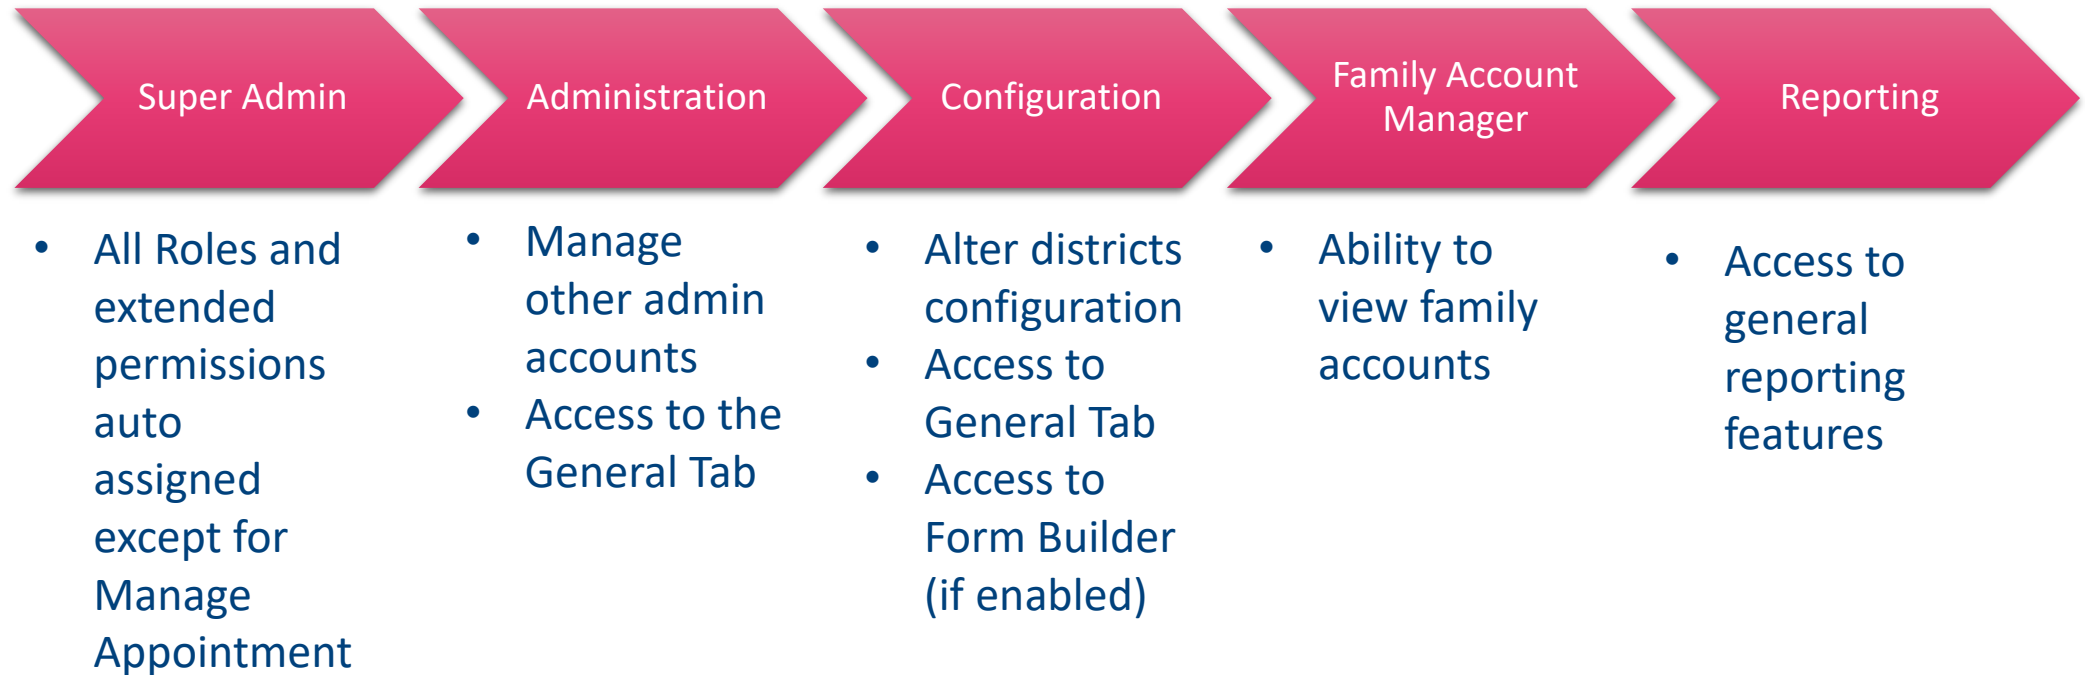 Super Admin
Administration
Configuration
Family Account
Manager
Reporting
• All Roles and
extended
permissions
auto
assigned
except for
Manage
Appointment
• Manage
other admin
accounts
• Access to the
General Tab
• Alter districts
configuration
• Access to
General Tab
• Access to
Form Builder
(if enabled)
• Ability to
view family
accounts
• Access to
general
reporting
features